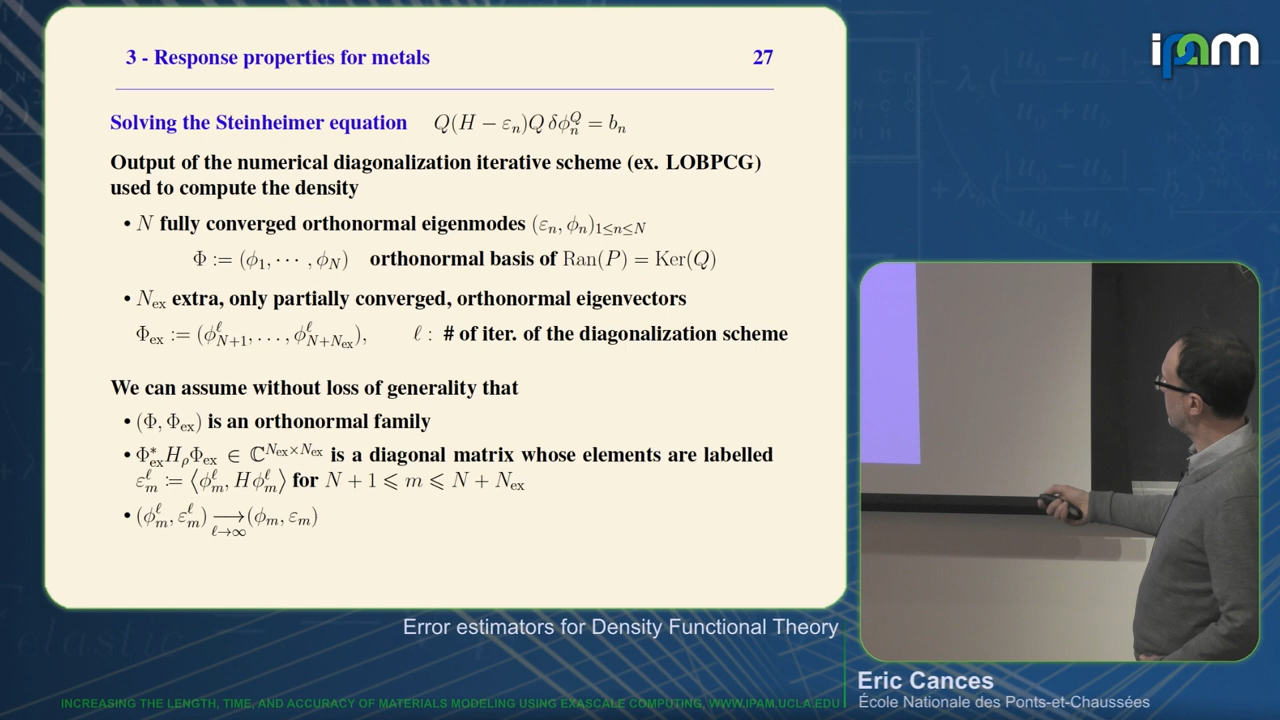 3 - Response properties for metals 27
Solving the Steinheimer equation Q(H − εₙ)Q δϕₙ^Q = bₙ
Output of the numerical diagonalization iterative scheme (ex. LOBPCG)
used to compute the density
• N fully converged orthonormal eigenmodes (εₙ, ϕₙ)₁≤ₙ≤N
Φ := (ϕ₁, ⋯ , ϕ_N) orthonormal basis of Ran(P) = Ker(Q)
• N_ex extra, only partially converged, orthonormal eigenvectors
Φ_ex := (ϕ^ℓ_{N+1}, . . . , ϕ^ℓ_{N+N_ex}), ℓ : # of iter. of the diagonalization scheme
We can assume without loss of generality that
• (Φ, Φ_ex) is an orthonormal family
• Φ*_ex H_ρ Φ_ex ∈ ℂ^{N_ex×N_ex} is a diagonal matrix whose elements are labelled
ε^ℓ_m := ⟨ϕ^ℓ_m, Hϕ^ℓ_m⟩ for N + 1 ⩽ m ⩽ N + N_ex
• (ϕ^ℓ_m, ε^ℓ_m) ⟶_{ℓ→∞} (ϕ_m, ε_m)
ipam
Error estimators for Density Functional Theory
Eric Cances
École Nationale des Ponts-et-Chaussées
INCREASING THE LENGTH, TIME, AND ACCURACY OF MATERIALS MODELING USING EXASCALE COMPUTING, WWW.IPAM.UCLA.EDU